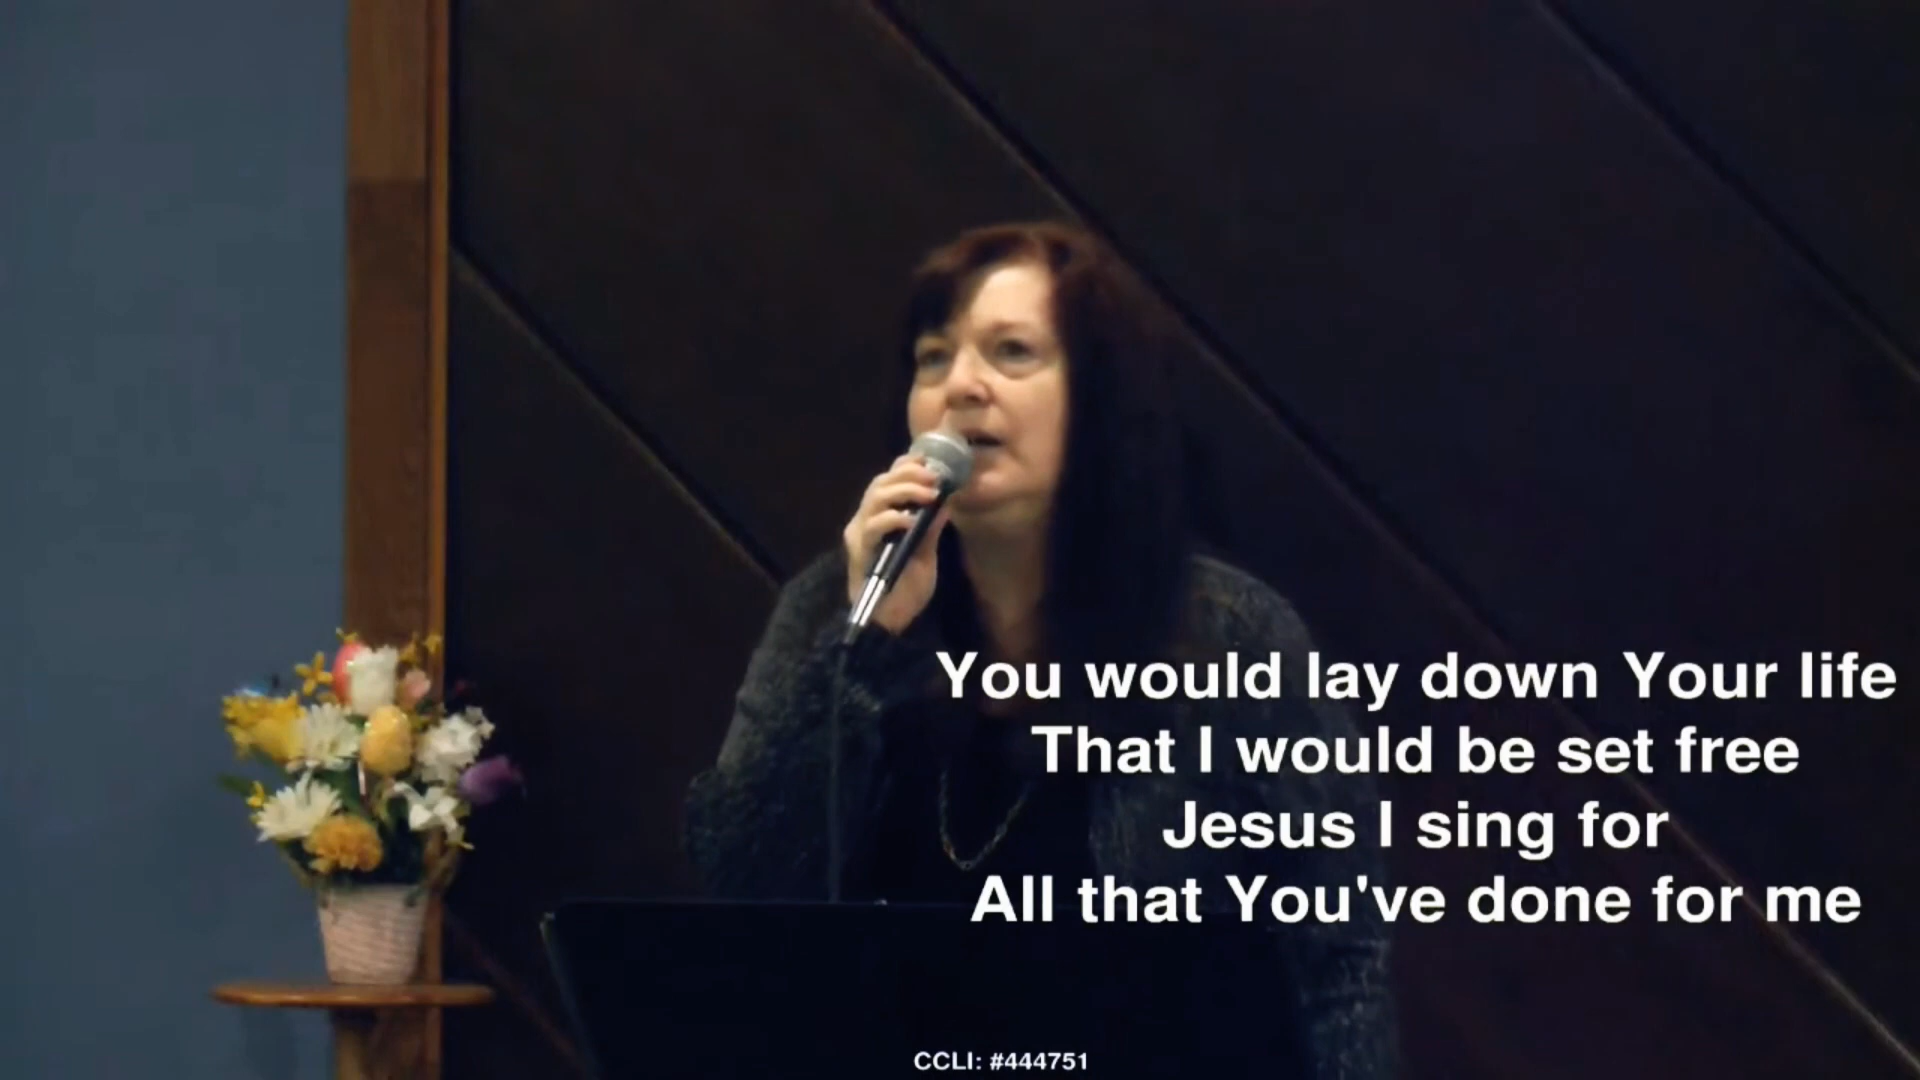 You would lay down Your life
That I would be set free
Jesus I sing for
All that You've done for me
CCLI: #444751